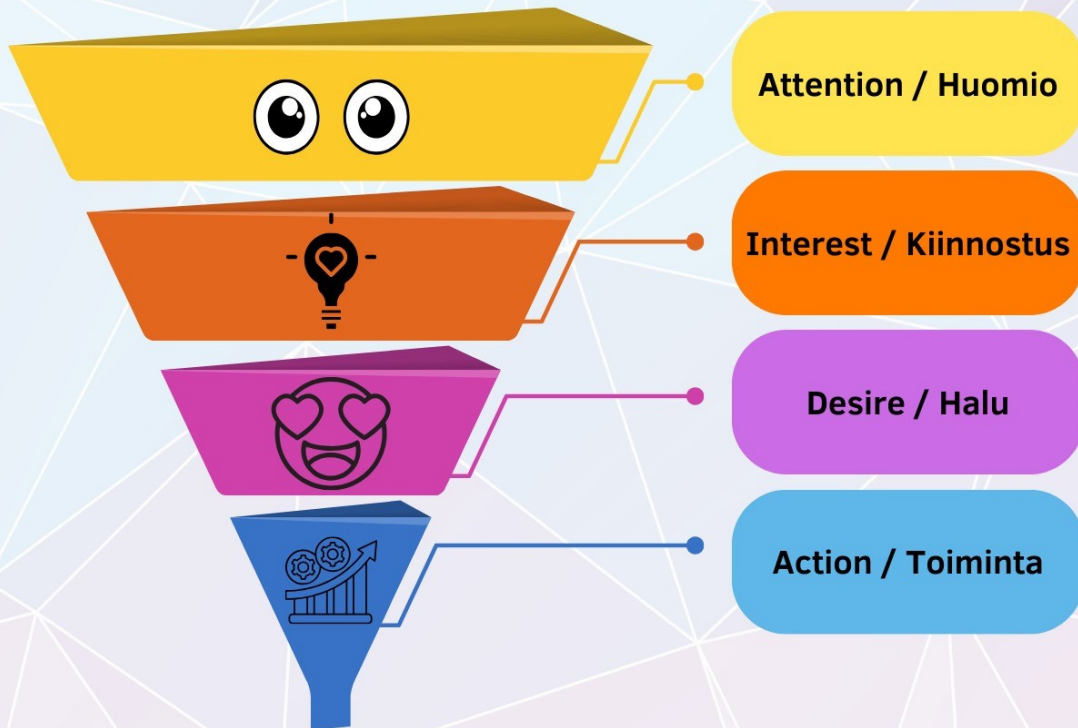 Attention / Huomio
Interest / Kiinnostus
Desire / Halu
Action / Toiminta